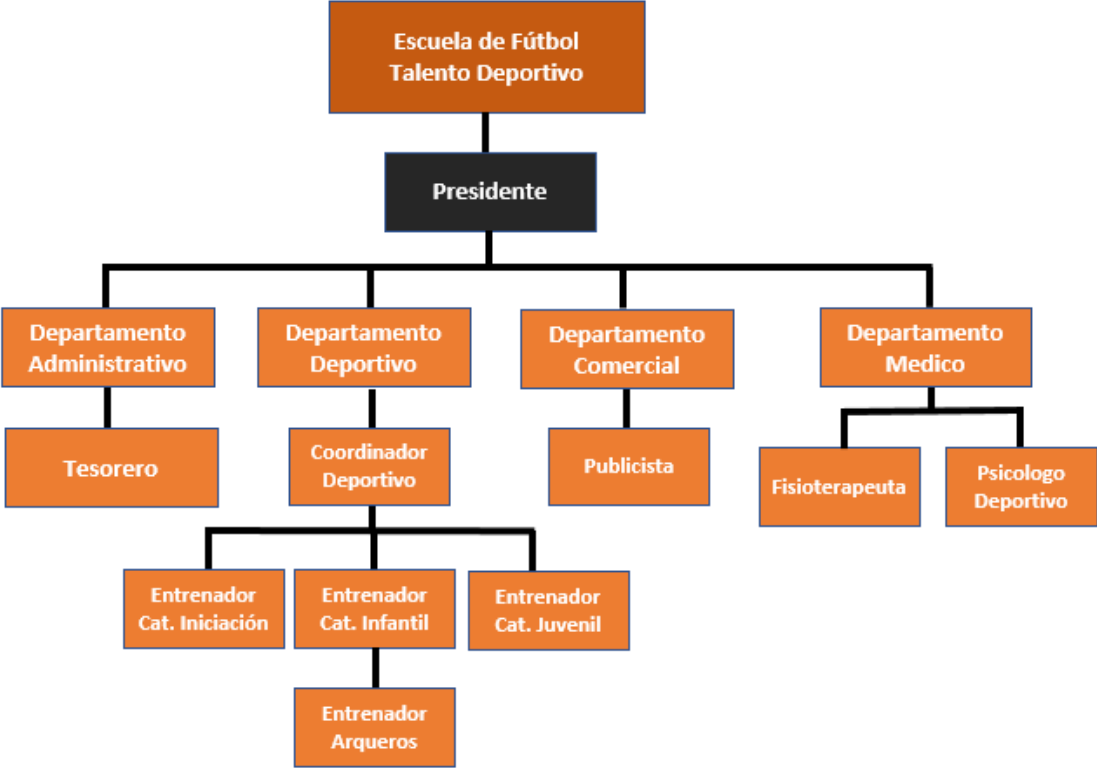 Escuela de Fútbol
Talento Deportivo
Presidente
Departamento
Administrativo
Departamento
Deportivo
Departamento
Comercial
Departamento
Medico
Tesorero
Coordinador
Deportivo
Publicista
Fisioterapeuta
Psicologo
Deportivo
Entrenador
Cat. Iniciación
Entrenador
Cat. Infantil
Entrenador
Cat. Juvenil
Entrenador
Arqueros